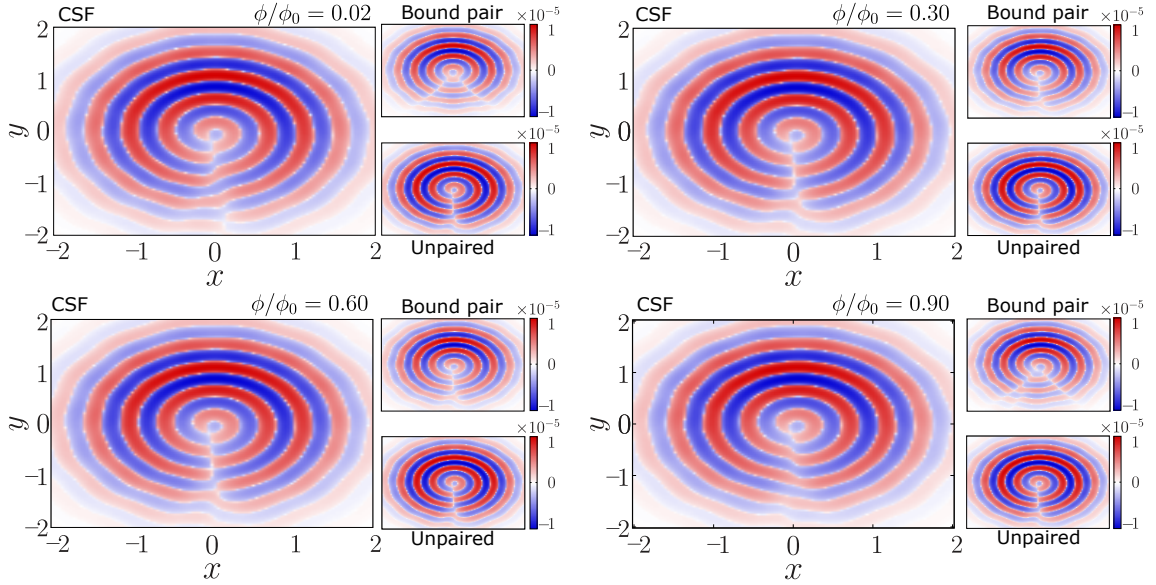 CSF ϕ/ϕ₀ = 0.02 Bound pair ×10⁻⁵
2 1
1 0
0 −1
y ×10⁻⁵
−1 1
−2 0
−1
−2 −1 0 1 2 Unpaired
x
CSF ϕ/ϕ₀ = 0.30 Bound pair ×10⁻⁵
2 1
1 0
0 −1
y ×10⁻⁵
−1 1
−2 0
−1
−2 −1 0 1 2 Unpaired
x
CSF ϕ/ϕ₀ = 0.60 Bound pair ×10⁻⁵
2 1
1 0
0 −1
y ×10⁻⁵
−1 1
−2 0
−1
−2 −1 0 1 2 Unpaired
x
CSF ϕ/ϕ₀ = 0.90 Bound pair ×10⁻⁵
2 1
1 0
0 −1
y ×10⁻⁵
−1 1
−2 0
−1
−2 −1 0 1 2 Unpaired
x